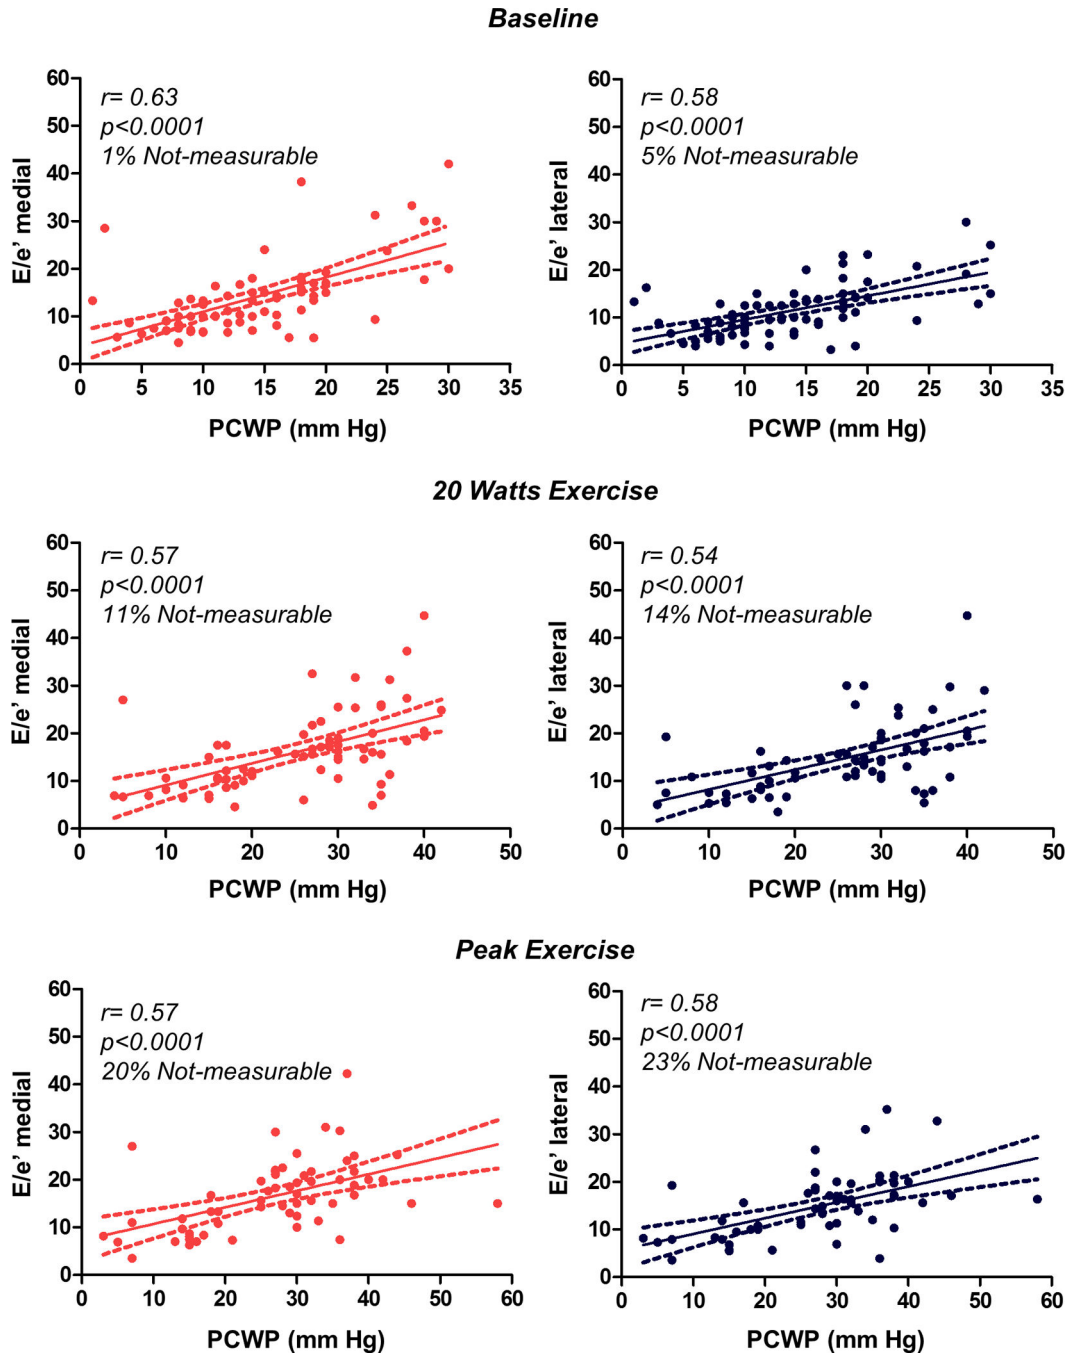 Baseline
r= 0.63
p<0.0001
1% Not-measurable
E/e' medial
60
50
40
30
20
10
0
0 5 10 15 20 25 30 35
PCWP (mm Hg)
r= 0.58
p<0.0001
5% Not-measurable
E/e' lateral
60
50
40
30
20
10
0
0 5 10 15 20 25 30 35
PCWP (mm Hg)
20 Watts Exercise
r= 0.57
p<0.0001
11% Not-measurable
E/e' medial
60
50
40
30
20
10
0
0 10 20 30 40 50
PCWP (mm Hg)
r= 0.54
p<0.0001
14% Not-measurable
E/e' lateral
60
50
40
30
20
10
0
0 10 20 30 40 50
PCWP (mm Hg)
Peak Exercise
r= 0.57
p<0.0001
20% Not-measurable
E/e' medial
60
50
40
30
20
10
0
0 10 20 30 40 50 60
PCWP (mm Hg)
r= 0.58
p<0.0001
23% Not-measurable
E/e' lateral
60
50
40
30
20
10
0
0 10 20 30 40 50 60
PCWP (mm Hg)